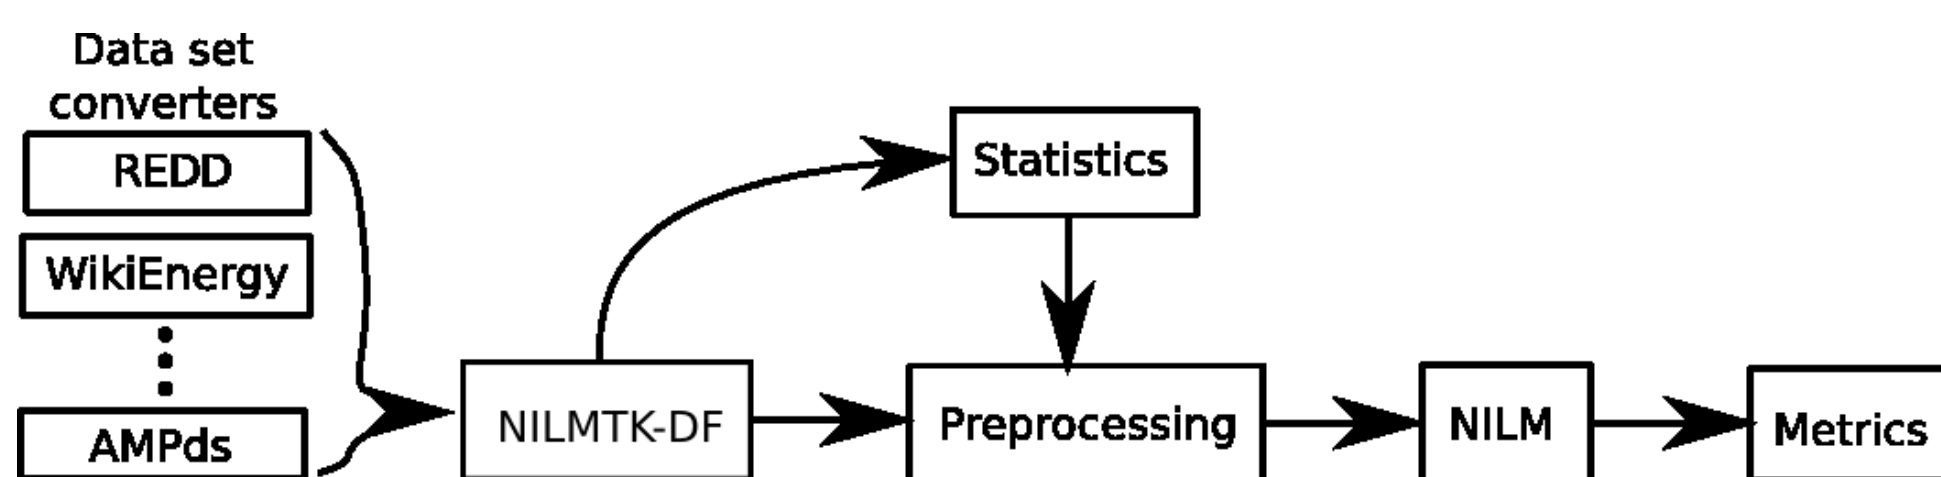 Data set
converters
REDD
WikiEnergy
AMPds
NILMTK-DF
Statistics
Preprocessing
NILM
Metrics